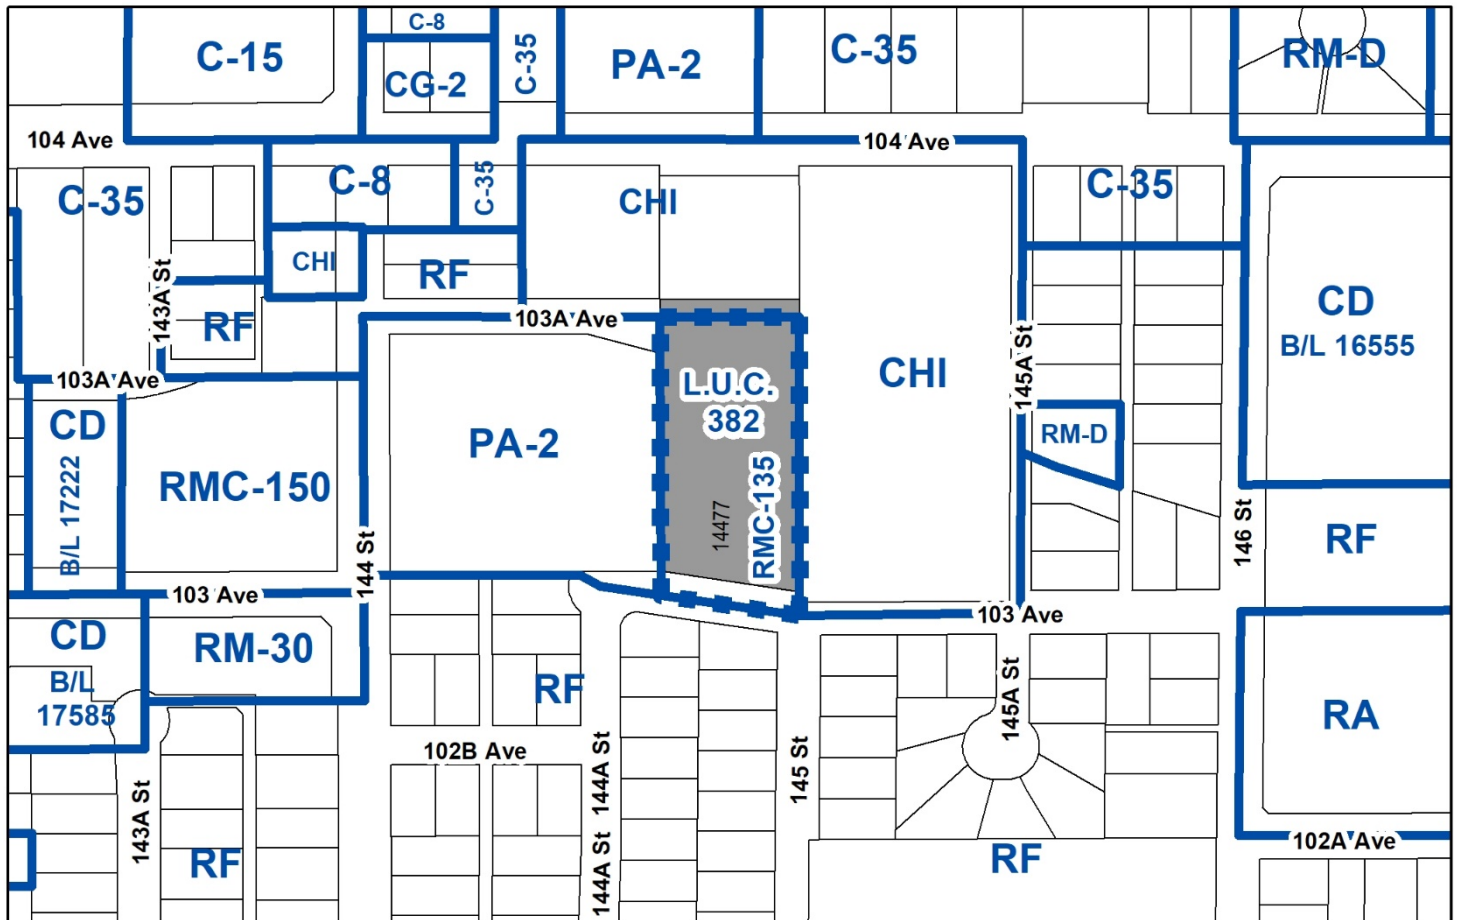 C-8
C-15
C-35
PA-2
C-35
RM-D
CG-2
104 Ave
104 Ave
C-35
C-8
C-35
CHI
C-35
CHI
RF
143A St
RF
103A Ave
CD
B/L 16555
145A St
103A Ave
CHI
L.U.C.
382
CD
B/L 17222
PA-2
RM-D
RMC-150
RMC-135
14477
144 St
146 St
RF
103 Ave
103 Ave
CD
B/L
17585
RM-30
RF
145A St
RA
102B Ave
144A St
145 St
143A St
RF
144A St
RF
102A Ave